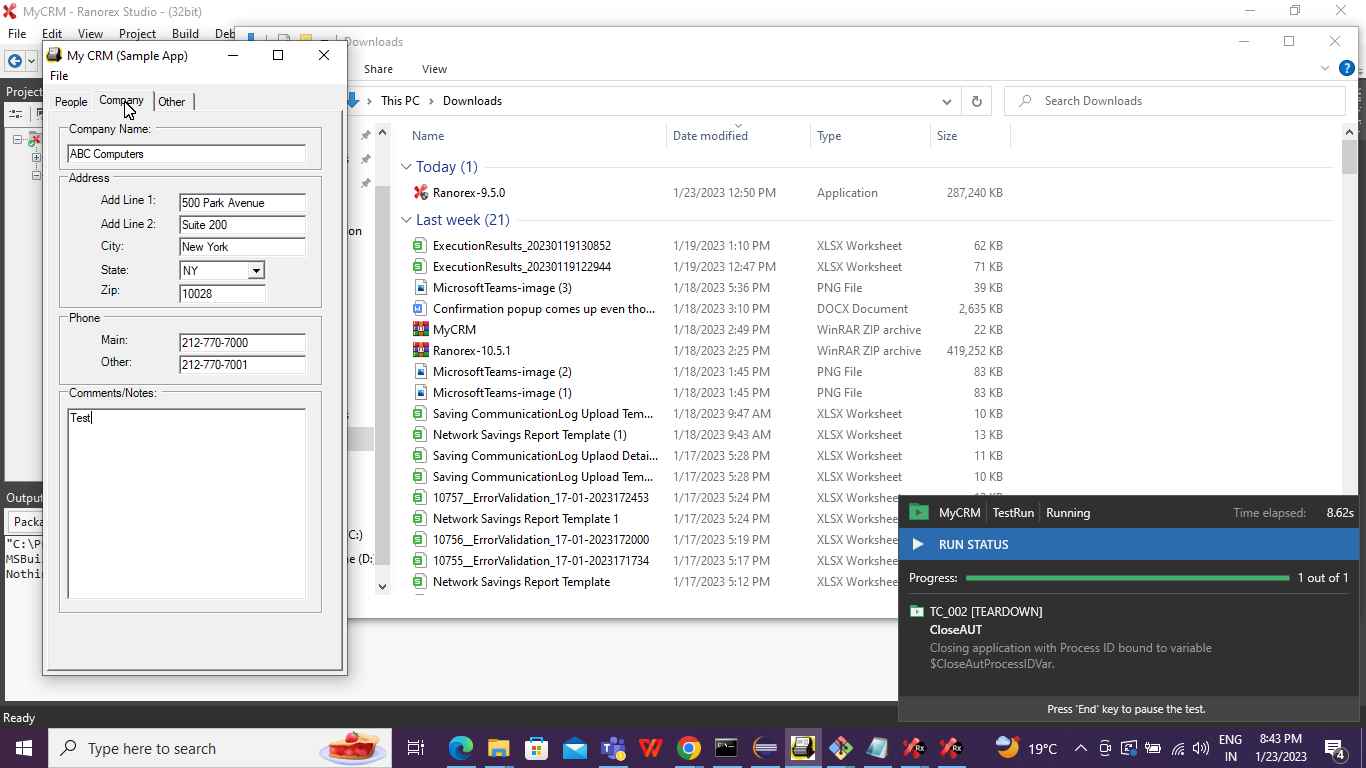 MyCRM - Ranorex Studio - (32bit)
File Edit View Project Build Deb
Downloads
My CRM (Sample App)
File
People Company Other
Company Name:
ABC Computers
Address
Add Line 1: 500 Park Avenue
Add Line 2: Suite 200
City: New York
State: NY
Zip: 10028
Phone
Main: 212-770-7000
Other: 212-770-7001
Comments/Notes:
Test
Project
Output
Packa
MSBui
Nothi
Ready
Share View
This PC Downloads
Search Downloads
Name Date modified Type Size
Today (1)
Ranorex-9.5.0 1/23/2023 12:50 PM Application 287,240 KB
Last week (21)
ExecutionResults_20230119130852 1/19/2023 1:10 PM XLSX Worksheet 62 KB
ExecutionResults_20230119122944 1/19/2023 12:47 PM XLSX Worksheet 71 KB
MicrosoftTeams-image (3) 1/18/2023 5:36 PM PNG File 39 KB
Confirmation popup comes up even tho... 1/18/2023 3:10 PM DOCX Document 2,635 KB
MyCRM 1/18/2023 2:49 PM WinRAR ZIP archive 22 KB
Ranorex-10.5.1 1/18/2023 2:25 PM WinRAR ZIP archive 419,252 KB
MicrosoftTeams-image (2) 1/18/2023 1:45 PM PNG File 83 KB
MicrosoftTeams-image (1) 1/18/2023 1:45 PM PNG File 83 KB
Saving CommunicationLog Upload Tem... 1/18/2023 9:47 AM XLSX Worksheet 10 KB
Network Savings Report Template (1) 1/18/2023 9:43 AM XLSX Worksheet 13 KB
Saving CommunicationLog Uplaod Detai... 1/17/2023 5:28 PM XLSX Worksheet 11 KB
Saving CommunicationLog Upload Tem... 1/17/2023 5:28 PM XLSX Worksheet 10 KB
10757__ErrorValidation_17-01-2023172453 1/17/2023 5:24 PM XLSX Workshee
Network Savings Report Template 1 1/17/2023 5:24 PM XLSX Workshee
10756__ErrorValidation_17-01-2023172000 1/17/2023 5:19 PM XLSX Workshee
10755__ErrorValidation_17-01-2023171734 1/17/2023 5:17 PM XLSX Workshee
Network Savings Report Template 1/17/2023 5:12 PM XLSX Workshee
on
C:)
e (D:
MyCRM TestRun Running Time elapsed: 8.62s
RUN STATUS
Progress: 1 out of 1
TC_002 [TEARDOWN]
CloseAUT
Closing application with Process ID bound to variable
$CloseAutProcessIDVar.
Press 'End' key to pause the test.
Type here to search
19°C
ENG
IN
8:43 PM
1/23/2023
4